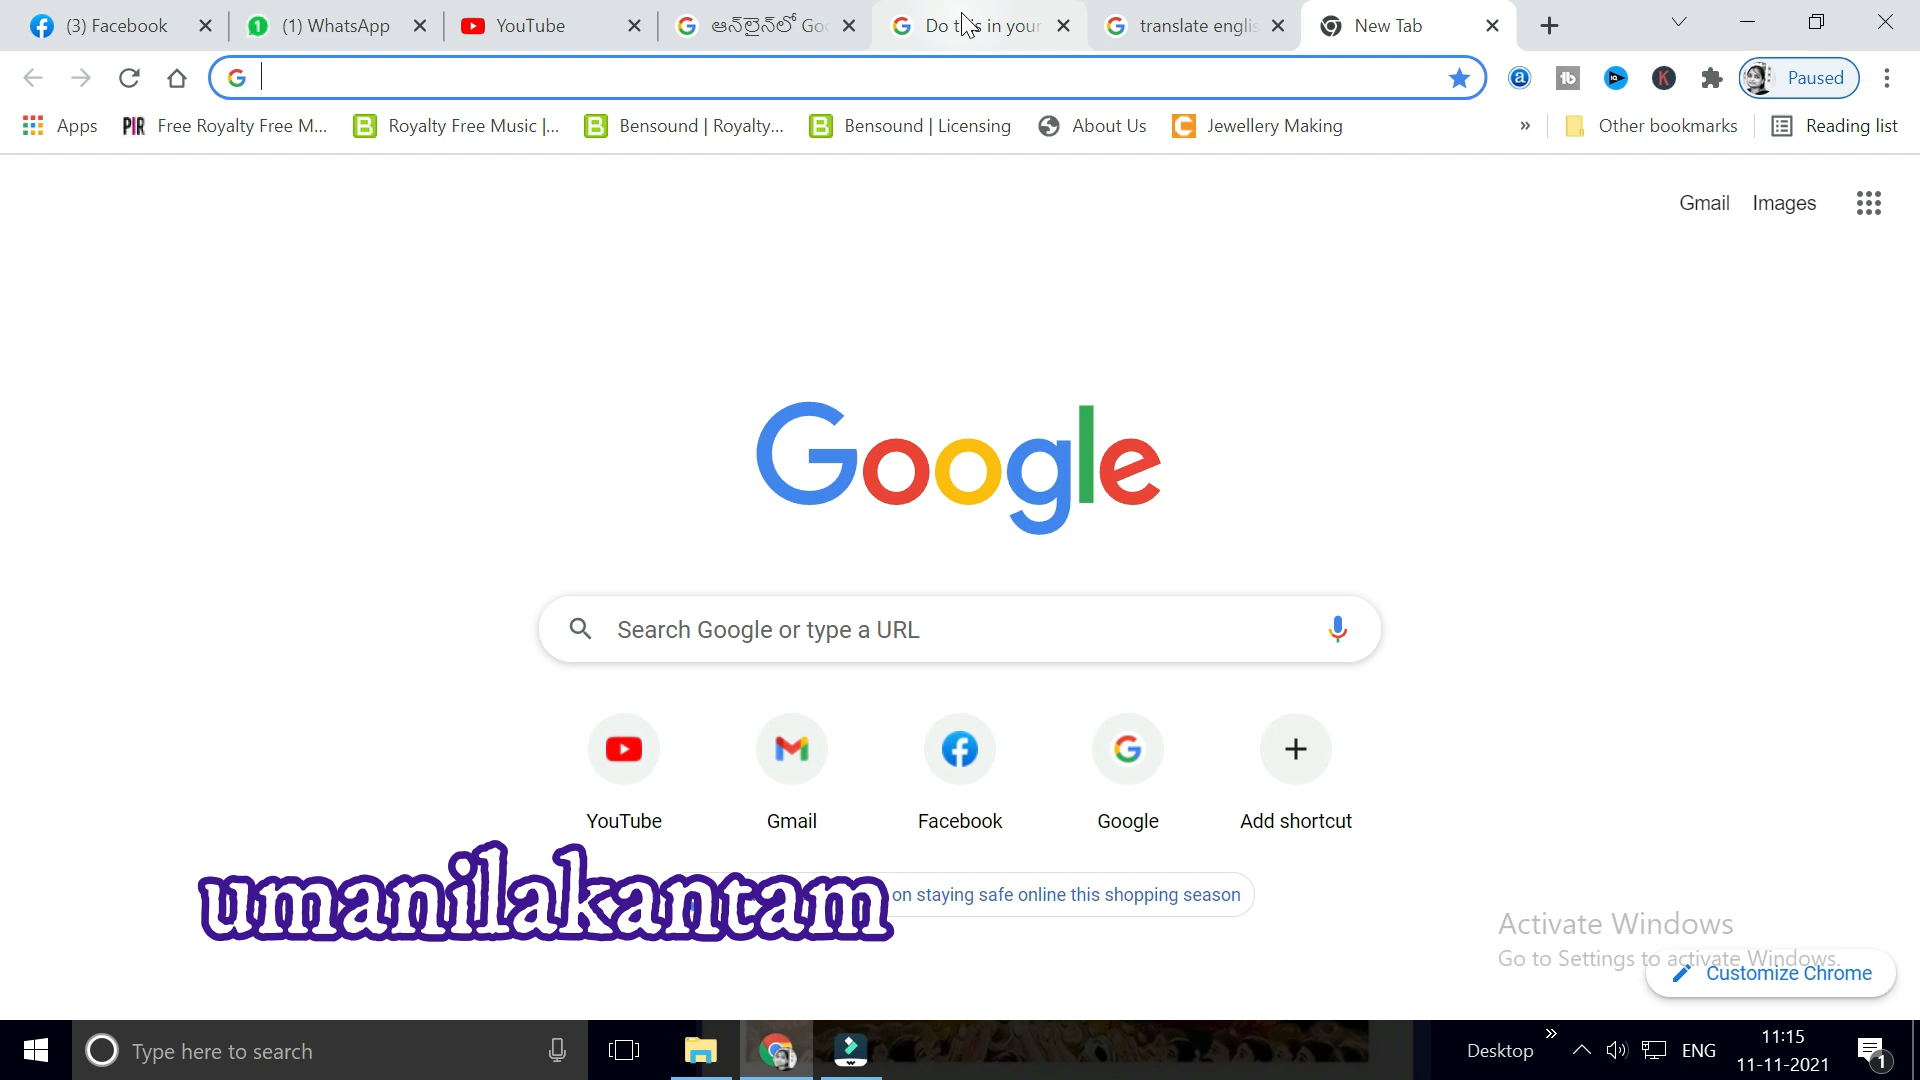 (3) Facebook
(1) WhatsApp
YouTube
ఆన్‌లైన్‌లో Goo
Do this in your
translate englis
New Tab
Paused
Apps
PIR Free Royalty Free M...
Royalty Free Music |...
Bensound | Royalty...
Bensound | Licensing
About Us
Jewellery Making
»
Other bookmarks
Reading list
Gmail Images
Google
Search Google or type a URL
YouTube
Gmail
Facebook
Google
Add shortcut
umanilakantam
on staying safe online this shopping season
Activate Windows
Go to Settings to activate Windows.
Customize Chrome
Type here to search
Desktop
ENG
11:15
11-11-2021
1